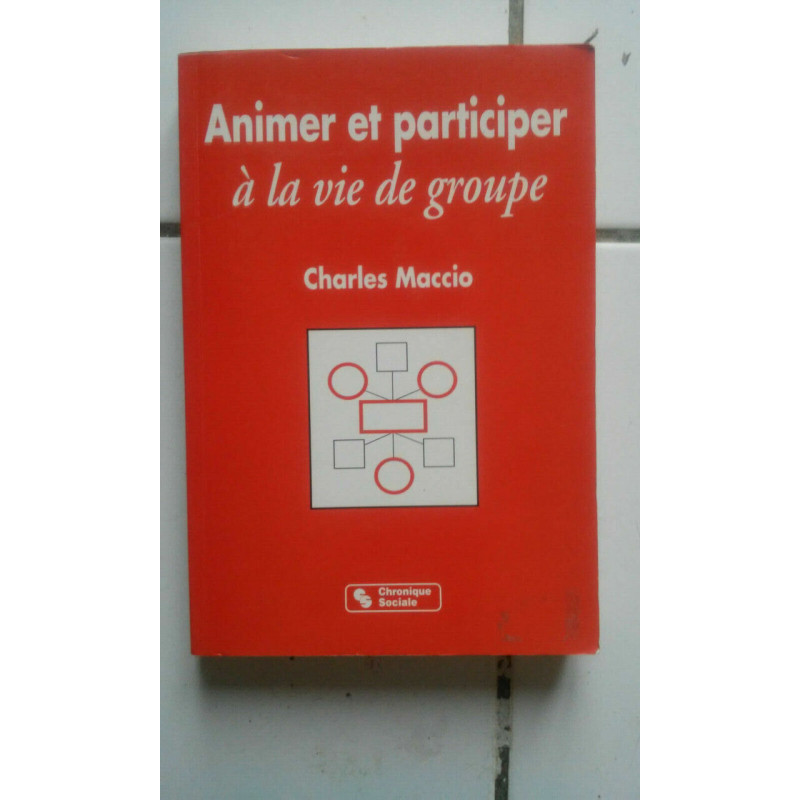 Animer et participer
à la vie de groupe
Charles Maccio
Chronique
Sociale